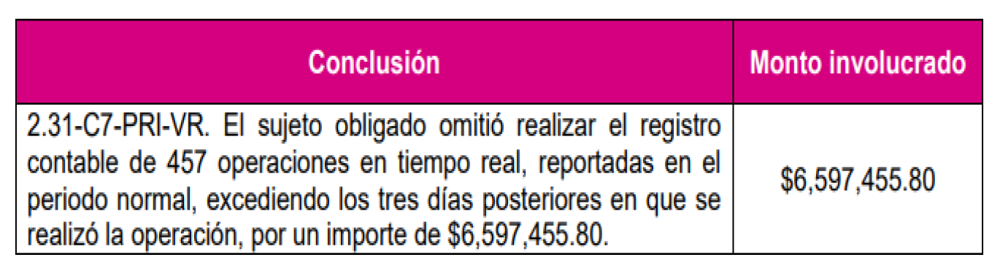 Conclusión
Monto involucrado
2.31-C7-PRI-VR. El sujeto obligado omitió realizar el registro
contable de 457 operaciones en tiempo real, reportadas en el
periodo normal, excediendo los tres días posteriores en que se
realizó la operación, por un importe de $6,597,455.80.
$6,597,455.80